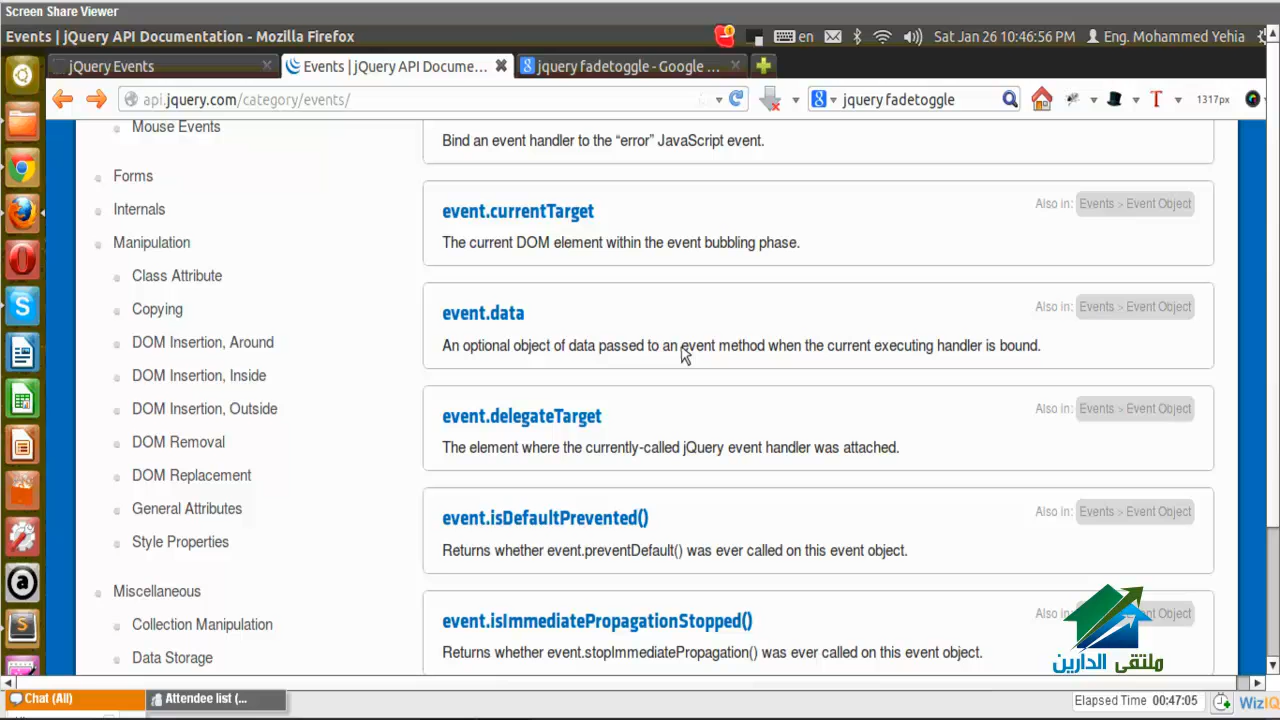 Screen Share Viewer
Events | jQuery API Documentation - Mozilla Firefox
en
Sat Jan 26 10:46:56 PM
Eng. Mohammed Yehia
jQuery Events
Events | jQuery API Docume...
jquery fadetoggle - Google ...
api.jquery.com/category/events/
jquery fadetoggle
1317px
Mouse Events
Forms
Internals
Manipulation
Class Attribute
Copying
DOM Insertion, Around
DOM Insertion, Inside
DOM Insertion, Outside
DOM Removal
DOM Replacement
General Attributes
Style Properties
Miscellaneous
Collection Manipulation
Data Storage
Bind an event handler to the “error” JavaScript event.
event.currentTarget
Also in: Events > Event Object
The current DOM element within the event bubbling phase.
event.data
Also in: Events > Event Object
An optional object of data passed to an event method when the current executing handler is bound.
event.delegateTarget
Also in: Events > Event Object
The element where the currently-called jQuery event handler was attached.
event.isDefaultPrevented()
Also in: Events > Event Object
Returns whether event.preventDefault() was ever called on this event object.
event.isImmediatePropagationStopped()
Also in: Event Object
Returns whether event.stopImmediatePropagation() was ever called on this event object.
ملتقى الدارين
Chat (All)
Attendee list (...
Elapsed Time 00:47:05
WizIQ